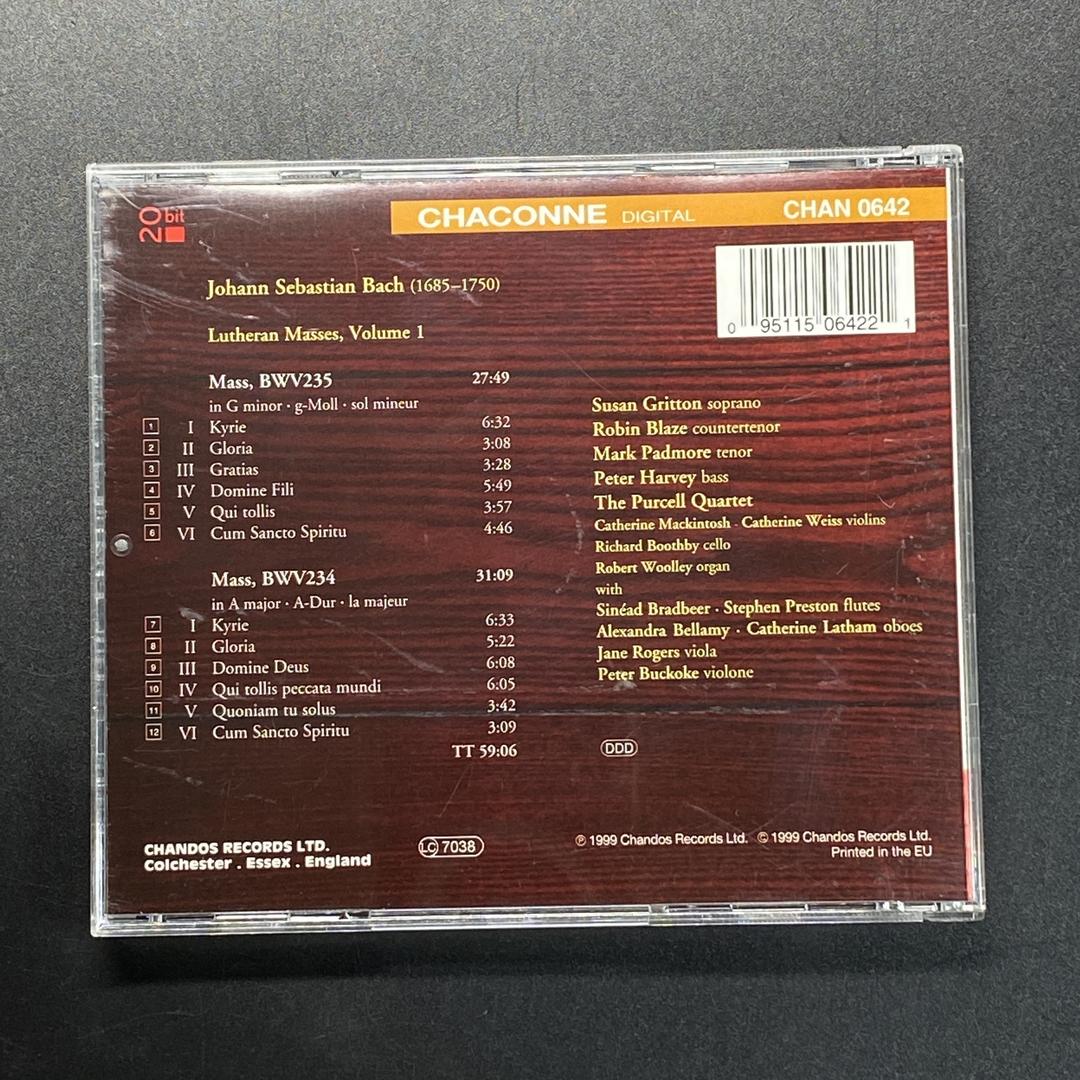 20 bit
CHACONNE DIGITAL CHAN 0642
0 95115 06422 1
Johann Sebastian Bach (1685–1750)
Lutheran Masses, Volume 1
Mass, BWV235 27:49
in G minor · g-Moll · sol mineur
1 I Kyrie 6:32
2 II Gloria 3:08
3 III Gratias 3:28
4 IV Domine Fili 5:49
5 V Qui tollis 3:57
6 VI Cum Sancto Spiritu 4:46
Mass, BWV234 31:09
in A major · A-Dur · la majeur
7 I Kyrie 6:33
8 II Gloria 5:22
9 III Domine Deus 6:08
10 IV Qui tollis peccata mundi 6:05
11 V Quoniam tu solus 3:42
12 VI Cum Sancto Spiritu 3:09
TT 59:06
Susan Gritton soprano
Robin Blaze countertenor
Mark Padmore tenor
Peter Harvey bass
The Purcell Quartet
Catherine Mackintosh · Catherine Weiss violins
Richard Boothby cello
Robert Woolley organ
with
Sinéad Bradbeer · Stephen Preston flutes
Alexandra Bellamy · Catherine Latham oboes
Jane Rogers viola
Peter Buckoke violone
DDD
CHANDOS RECORDS LTD.
Colchester . Essex . England
LC 7038
℗ 1999 Chandos Records Ltd. © 1999 Chandos Records Ltd.
Printed in the EU